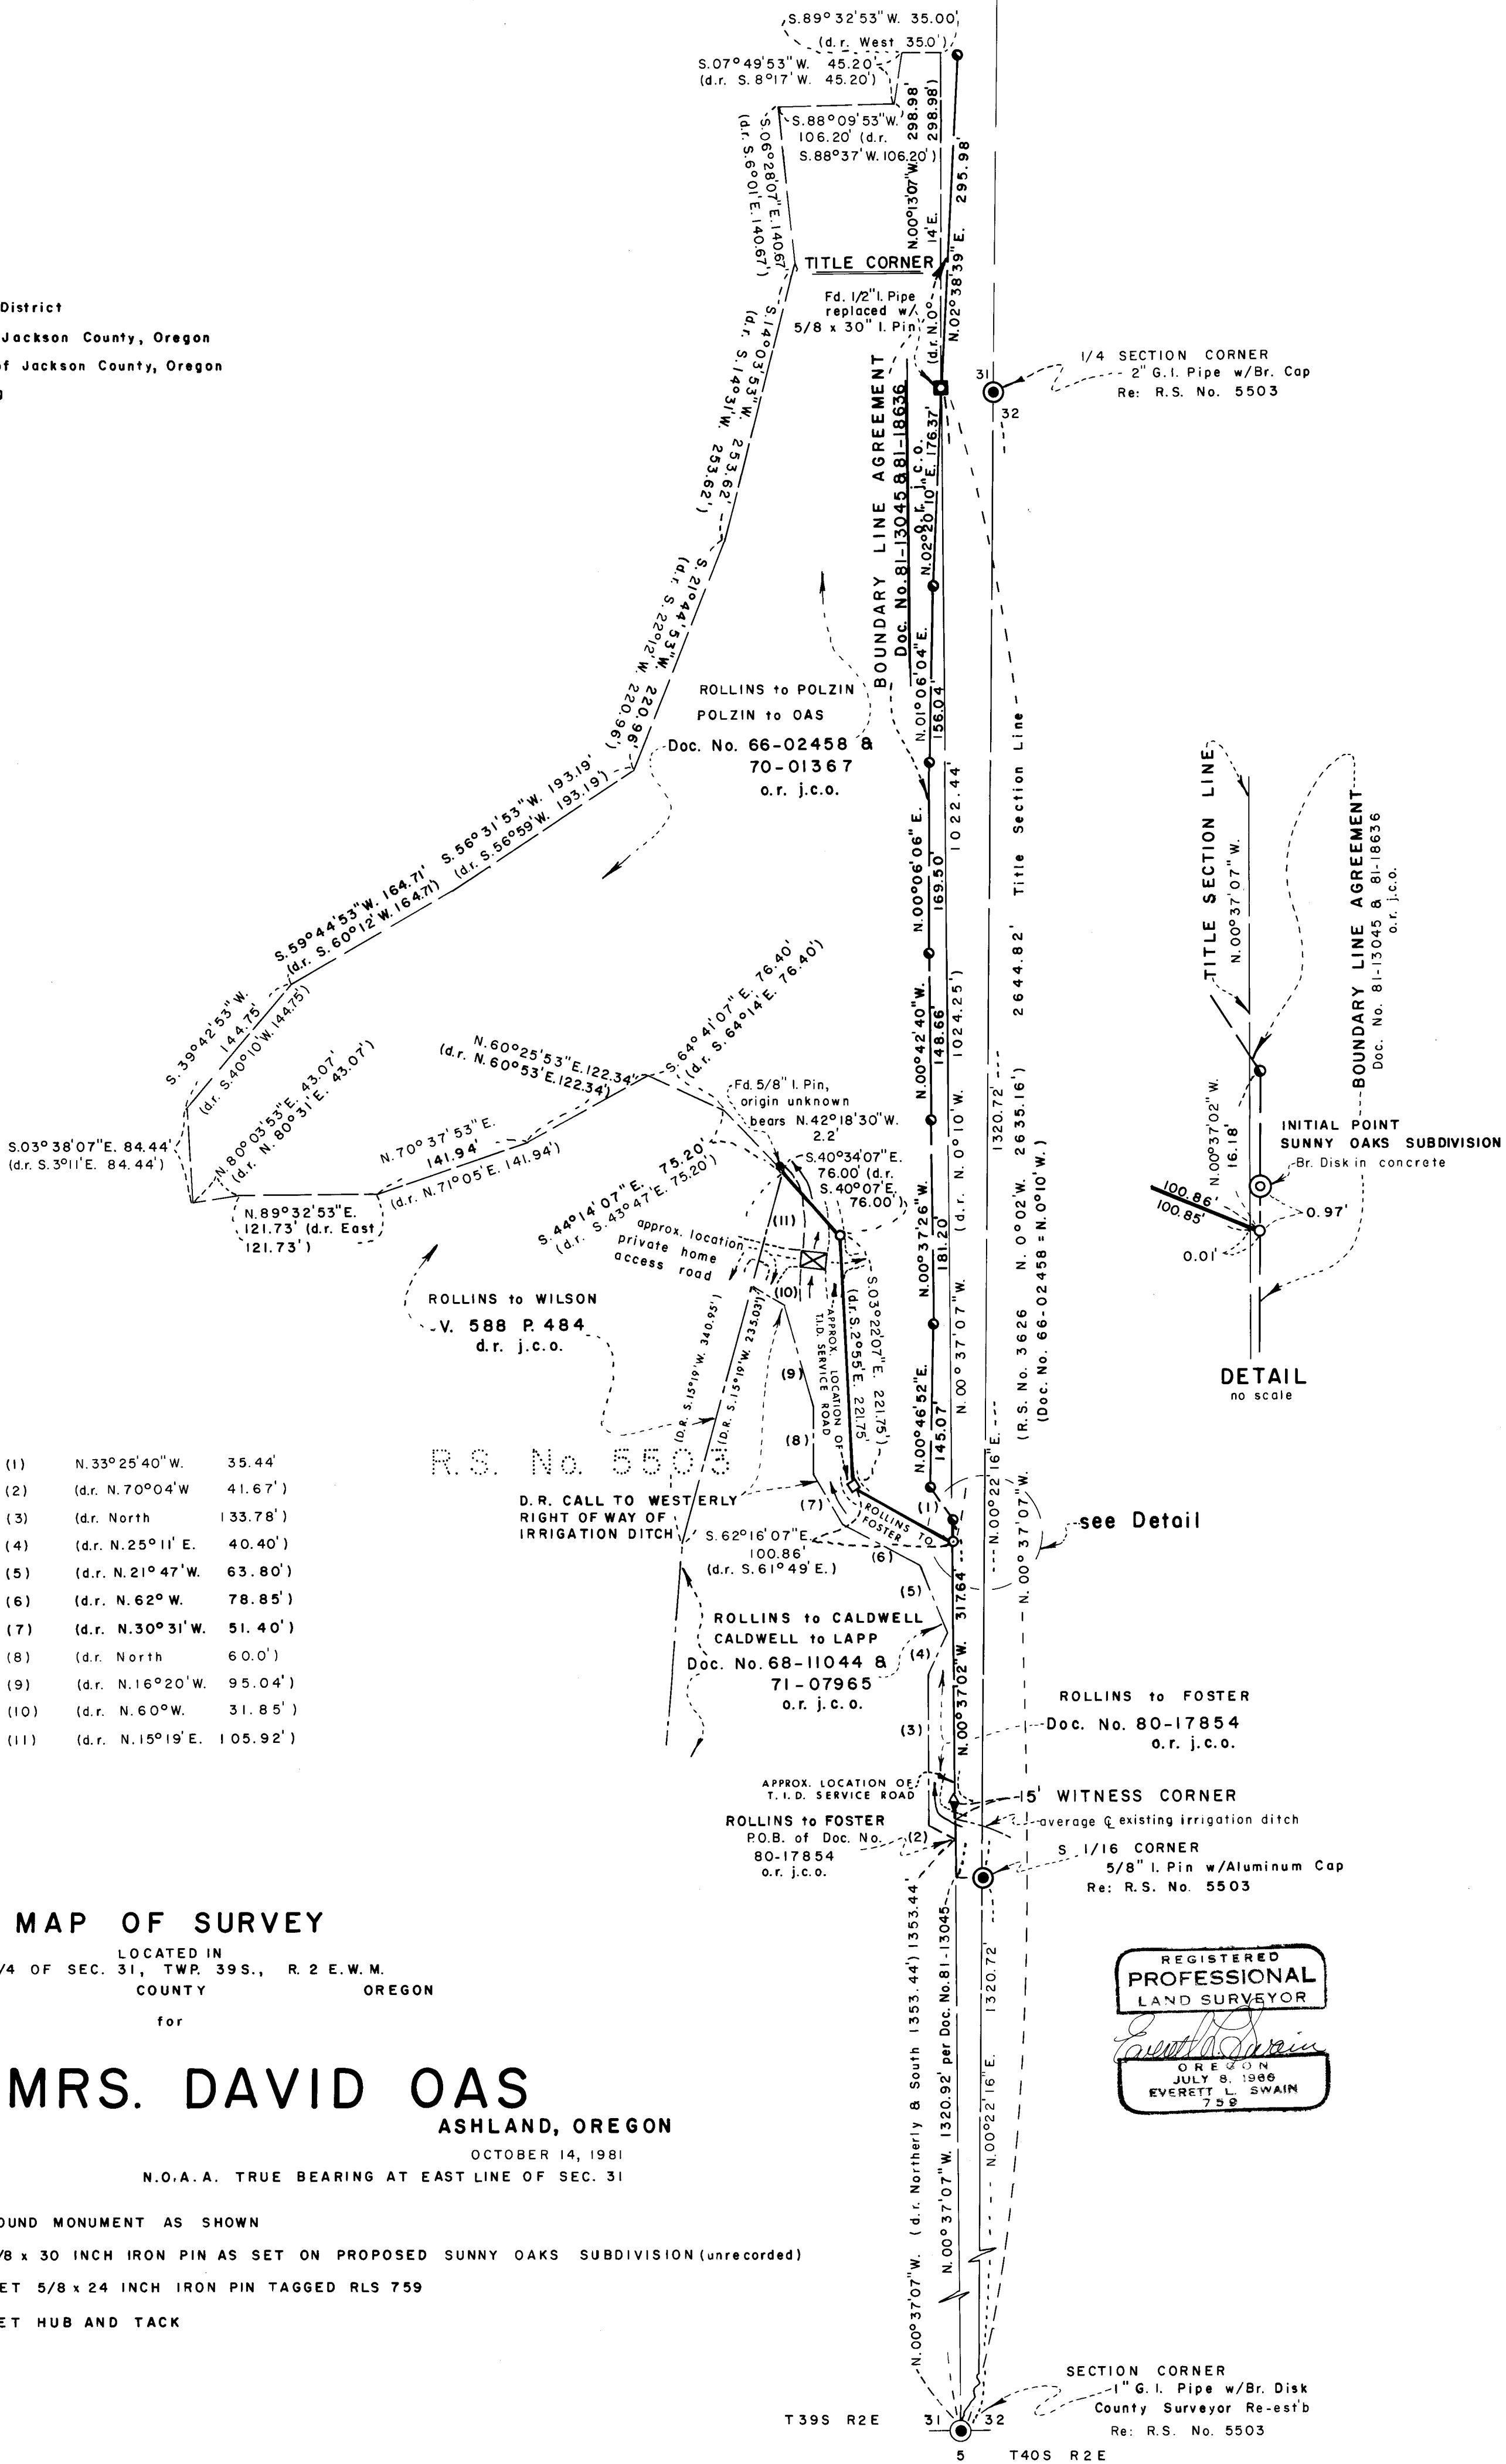 S.89°32'53"W. 35.00'
(d.r. West 35.0')
S.07°49'53"W. 45.20'
(d.r. S.8°17'W. 45.20')
S.88°09'53"W.
106.20' (d.r.
S.88°37'W.106.20')
S.06°28'07"E. 140.67'
(d.r. S.6°01'E. 140.67')
N.00°13'07"W. 298.98'
(d.r. N.0° 14'E. 298.98')
N.02°38'39"E. 295.98'
TITLE CORNER
Fd. 1/2" I. Pipe
replaced w/
5/8 x 30" I. Pin
District
Jackson County, Oregon
f Jackson County, Oregon
g
1/4 SECTION CORNER
2" G.I. Pipe w/Br. Cap
Re: R.S. No. 5503
31
32
S.14°03'53"W. 253.62'
(d.r. S.14°31'W. 253.62')
BOUNDARY LINE AGREEMENT
Doc. No. 81-13045 & 81-18636
o.r. j.c.o.
N.02°20'10"E. 176.37'
S.21°44'53"W. 220.96'
(d.r. S.22°12'W. 220.96')
N.01°06'04"E.
156.04'
ROLLINS to POLZIN
POLZIN to OAS
Doc. No. 66-02458 &
70-01367
o.r. j.c.o.
S.56°31'53"W. 193.19'
(d.r. S.56°59'W. 193.19')
S.59°44'53"W. 164.71'
(d.r. S.60°12'W. 164.71')
N.00°06'06"E.
169.50'
N.00°42'40"W.
148.66'
N.00°37'26"W.
181.20'
N.00°46'52"E.
145.07'
N.00°37'07"W. 1022.44'
(d.r. N.0°10'W. 1024.25')
1320.72'
N.00°22'16"E.
Title Section Line
N.00°37'07"W. 2644.82'
(R.S. No. 3626 N.0°02'W. 2635.16')
(Doc. No. 66-02458 = N.0°10'W.)
TITLE SECTION LINE
N.00°37'07"W.
BOUNDARY LINE AGREEMENT
Doc. No. 81-13045 & 81-18636
o.r. j.c.o.
N.00°37'02"W.
16.18'
INITIAL POINT
SUNNY OAKS SUBDIVISION
Br. Disk in concrete
100.86'
100.85'
0.97'
0.01'
DETAIL
no scale
S.39°42'53"W.
144.75'
(d.r. S.40°10'W. 144.75')
S.03°38'07"E. 84.44'
(d.r. S.3°11'E. 84.44')
N.80°03'53"E. 43.07'
(d.r. N.80°31'E. 43.07')
N.89°32'53"E.
121.73' (d.r. East
121.73')
N.70°37'53"E.
141.94'
(d.r. N.71°05'E. 141.94')
N.60°25'53"E. 122.34'
(d.r. N.60°53'E. 122.34')
S.64°41'07"E. 76.40'
(d.r. S.64°14'E. 76.40')
Fd. 5/8" I. Pin,
origin unknown
bears N.42°18'30"W.
2.2'
S.44°14'07"E. 75.20'
(d.r. S.43°47'E. 75.20')
S.40°34'07"E.
76.00' (d.r.
S.40°07'E.
76.00')
approx. location
private home
access road
(11)
(10)
(9)
(8)
(7)
(6)
(5)
(4)
(3)
(2)
(1)
S.03°22'07"E. 221.75'
(d.r. S.2°55'E. 221.75')
APPROX. LOCATION OF
T.I.D. SERVICE ROAD
ROLLINS to WILSON
V. 588 P. 484
d.r. j.c.o.
(D.R. S.15°19'W. 340.95')
(D.R. S.15°19'W. 235.03')
R.S. No. 5503
D.R. CALL TO WESTERLY
RIGHT OF WAY OF
IRRIGATION DITCH
S.62°16'07"E.
100.86'
(d.r. S.61°49'E.)
ROLLINS TO
FOSTER
see Detail
(1) N.33°25'40"W. 35.44'
(2) (d.r. N.70°04'W 41.67')
(3) (d.r. North 133.78')
(4) (d.r. N.25°11'E. 40.40')
(5) (d.r. N.21°47'W. 63.80')
(6) (d.r. N.62°W. 78.85')
(7) (d.r. N.30°31'W. 51.40')
(8) (d.r. North 60.0')
(9) (d.r. N.16°20'W. 95.04')
(10) (d.r. N.60°W. 31.85')
(11) (d.r. N.15°19'E. 105.92')
ROLLINS to CALDWELL
CALDWELL to LAPP
Doc. No. 68-11044 &
71-07965
o.r. j.c.o.
N.00°37'02"W. 317.64'
ROLLINS to FOSTER
Doc. No. 80-17854
o.r. j.c.o.
APPROX. LOCATION OF
T.I.D. SERVICE ROAD
15' WITNESS CORNER
average ℄ existing irrigation ditch
ROLLINS to FOSTER
P.O.B. of Doc. No.
80-17854
o.r. j.c.o.
S 1/16 CORNER
5/8" I. Pin w/Aluminum Cap
Re: R.S. No. 5503
N.00°37'07"W. (d.r. Northerly & South 1353.44') 1353.44'
N.00°37'07"W. 1320.92' per Doc. No. 81-13045
N.00°22'16"E. 1320.72'
MAP OF SURVEY
LOCATED IN
/4 OF SEC. 31, TWP. 39S., R. 2 E.W.M.
COUNTY OREGON
for
MRS. DAVID OAS
ASHLAND, OREGON
OCTOBER 14, 1981
N.O.A.A. TRUE BEARING AT EAST LINE OF SEC. 31
OUND MONUMENT AS SHOWN
/8 x 30 INCH IRON PIN AS SET ON PROPOSED SUNNY OAKS SUBDIVISION (unrecorded)
ET 5/8 x 24 INCH IRON PIN TAGGED RLS 759
ET HUB AND TACK
REGISTERED
PROFESSIONAL
LAND SURVEYOR
Everett L. Swain
OREGON
JULY 8, 1966
EVERETT L. SWAIN
759
SECTION CORNER
1" G.I. Pipe w/Br. Disk
County Surveyor Re-est'b
Re: R.S. No. 5503
T39S R2E
31
32
5
T40S R2E